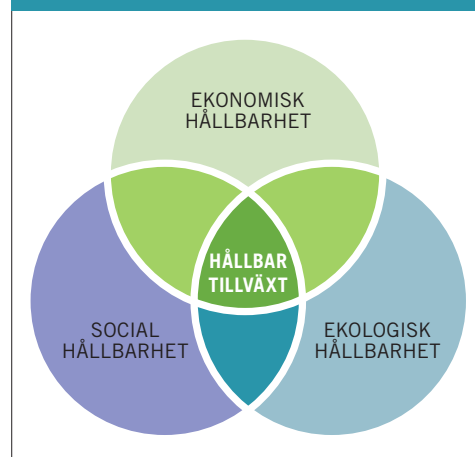 EKONOMISK
HÅLLBARHET
HÅLLBAR
TILLVÄXT
SOCIAL
HÅLLBARHET
EKOLOGISK
HÅLLBARHET